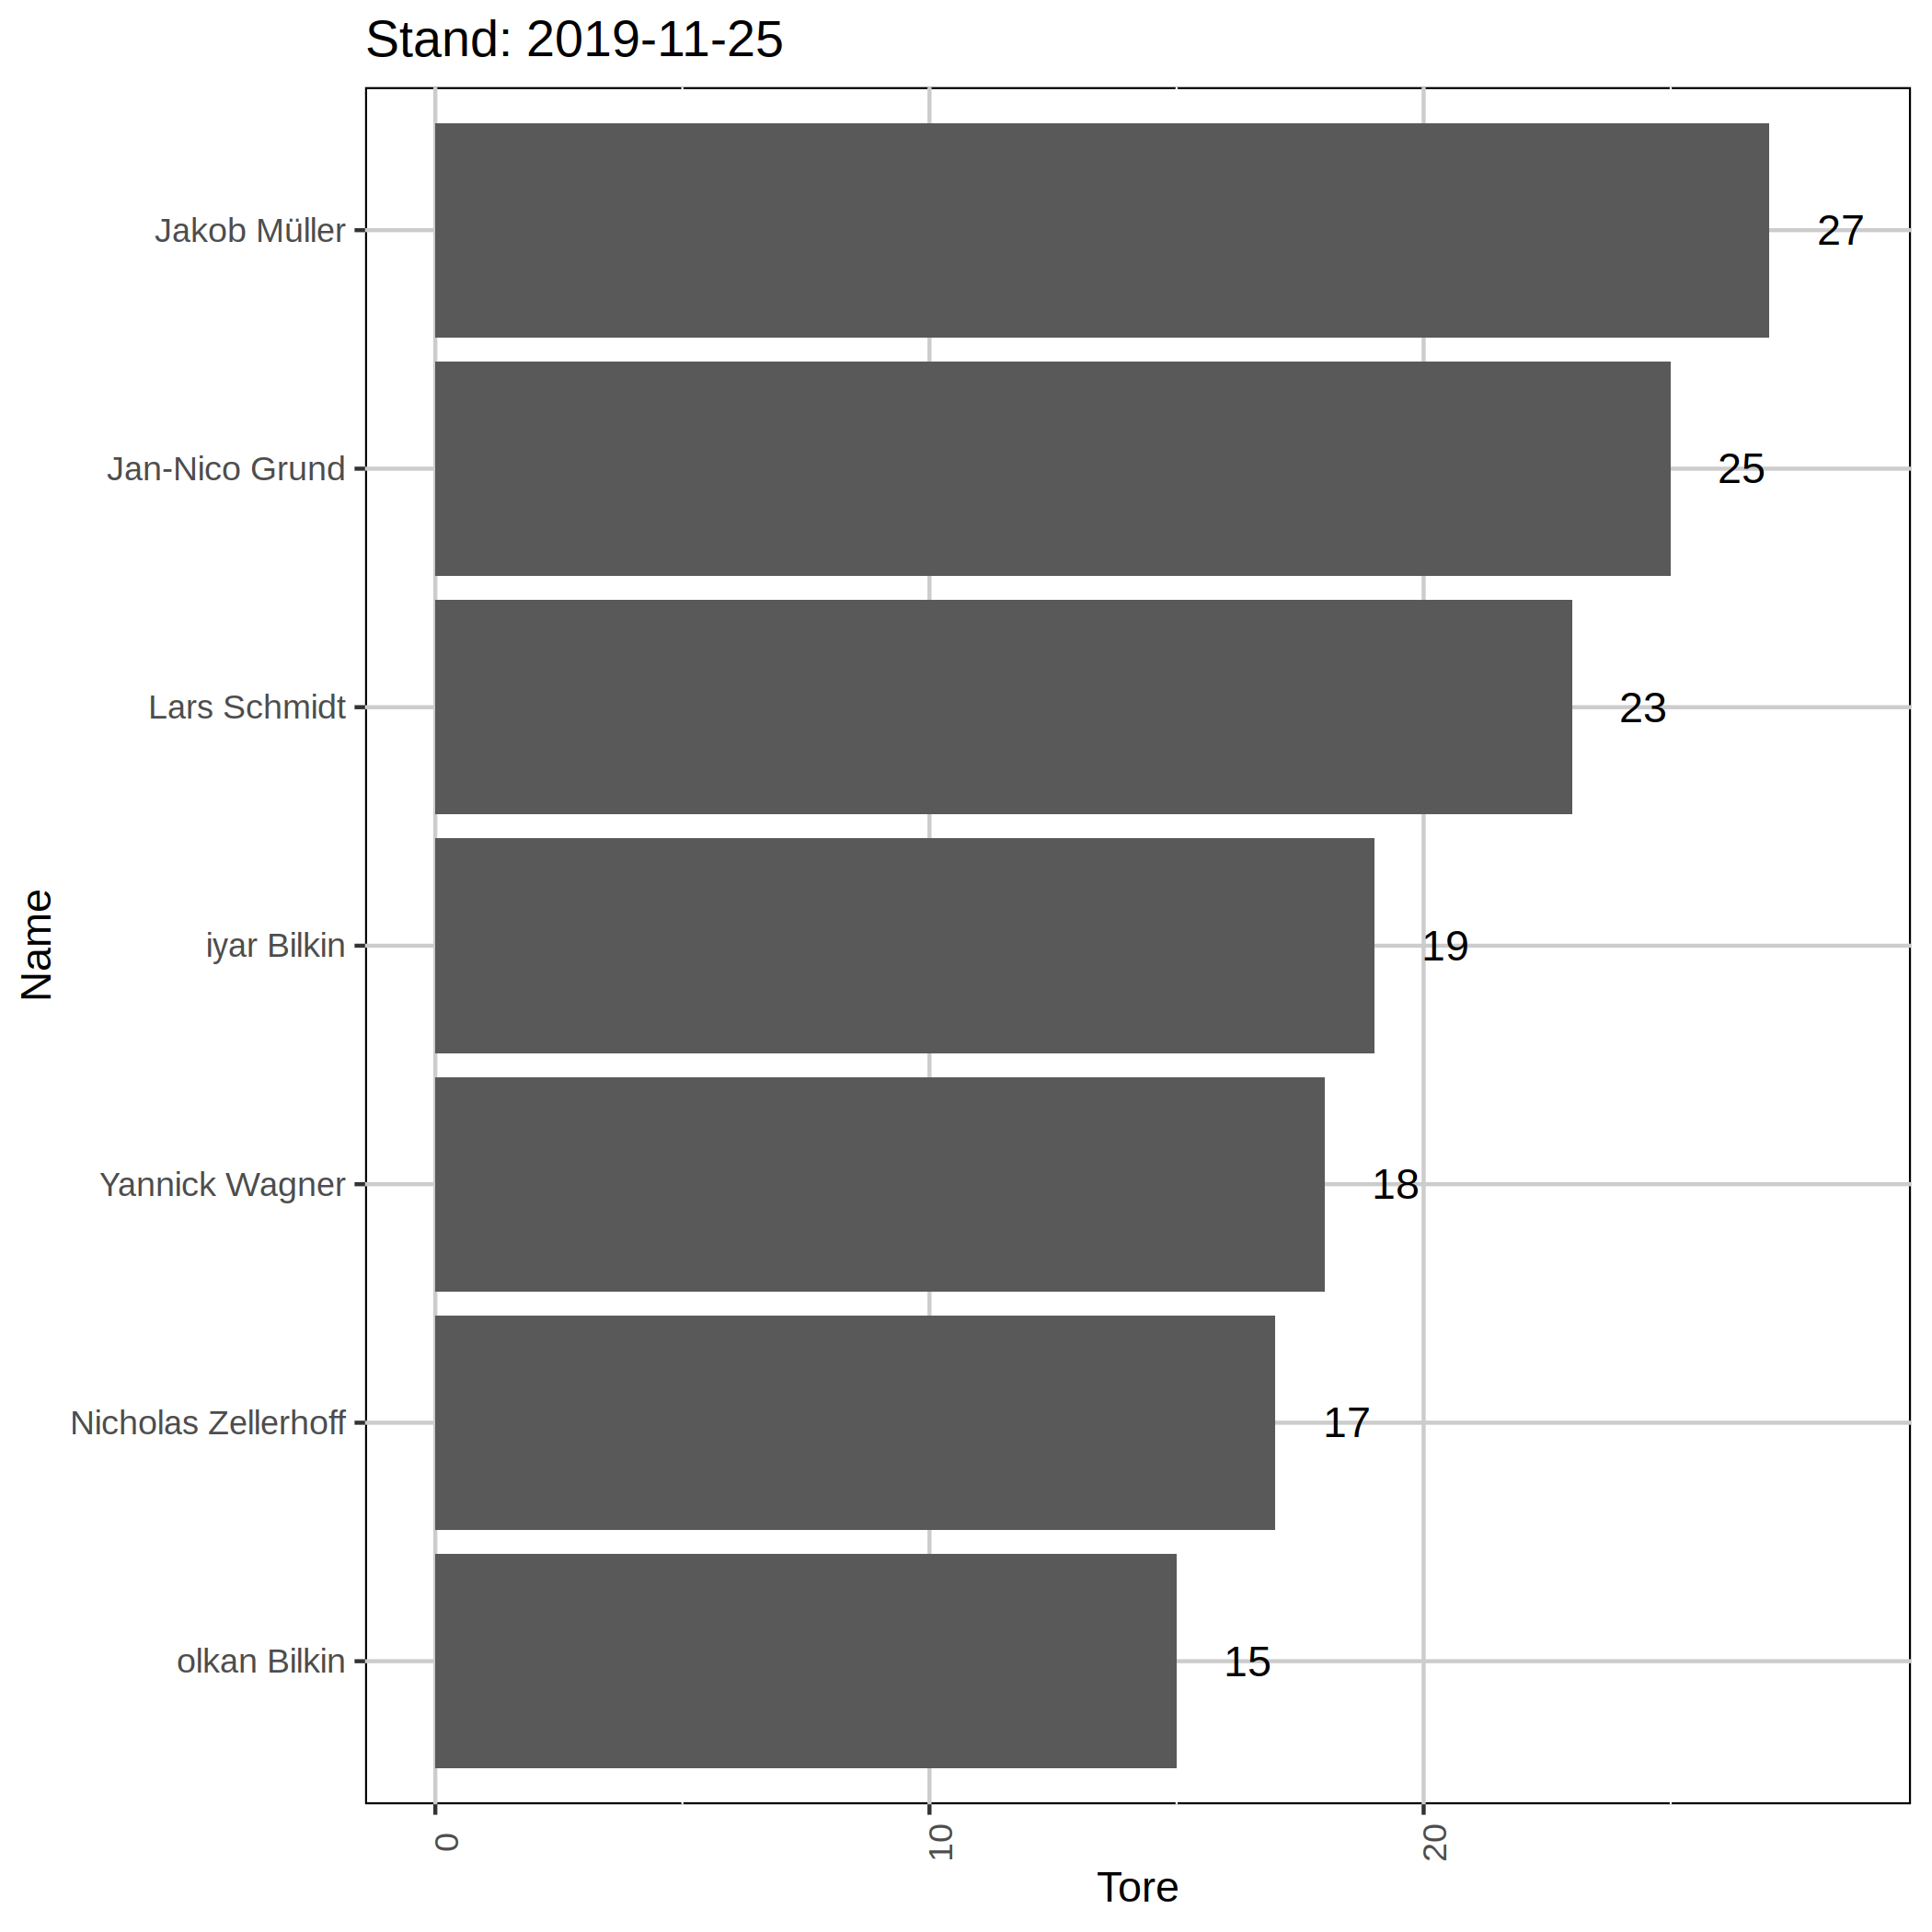 Stand: 2019-11-25
Jakob Müller
27
Jan-Nico Grund
25
Lars Schmidt
23
iyar Bilkin
19
Yannick Wagner
18
Nicholas Zellerhoff
17
olkan Bilkin
15
Name
0
10
20
Tore